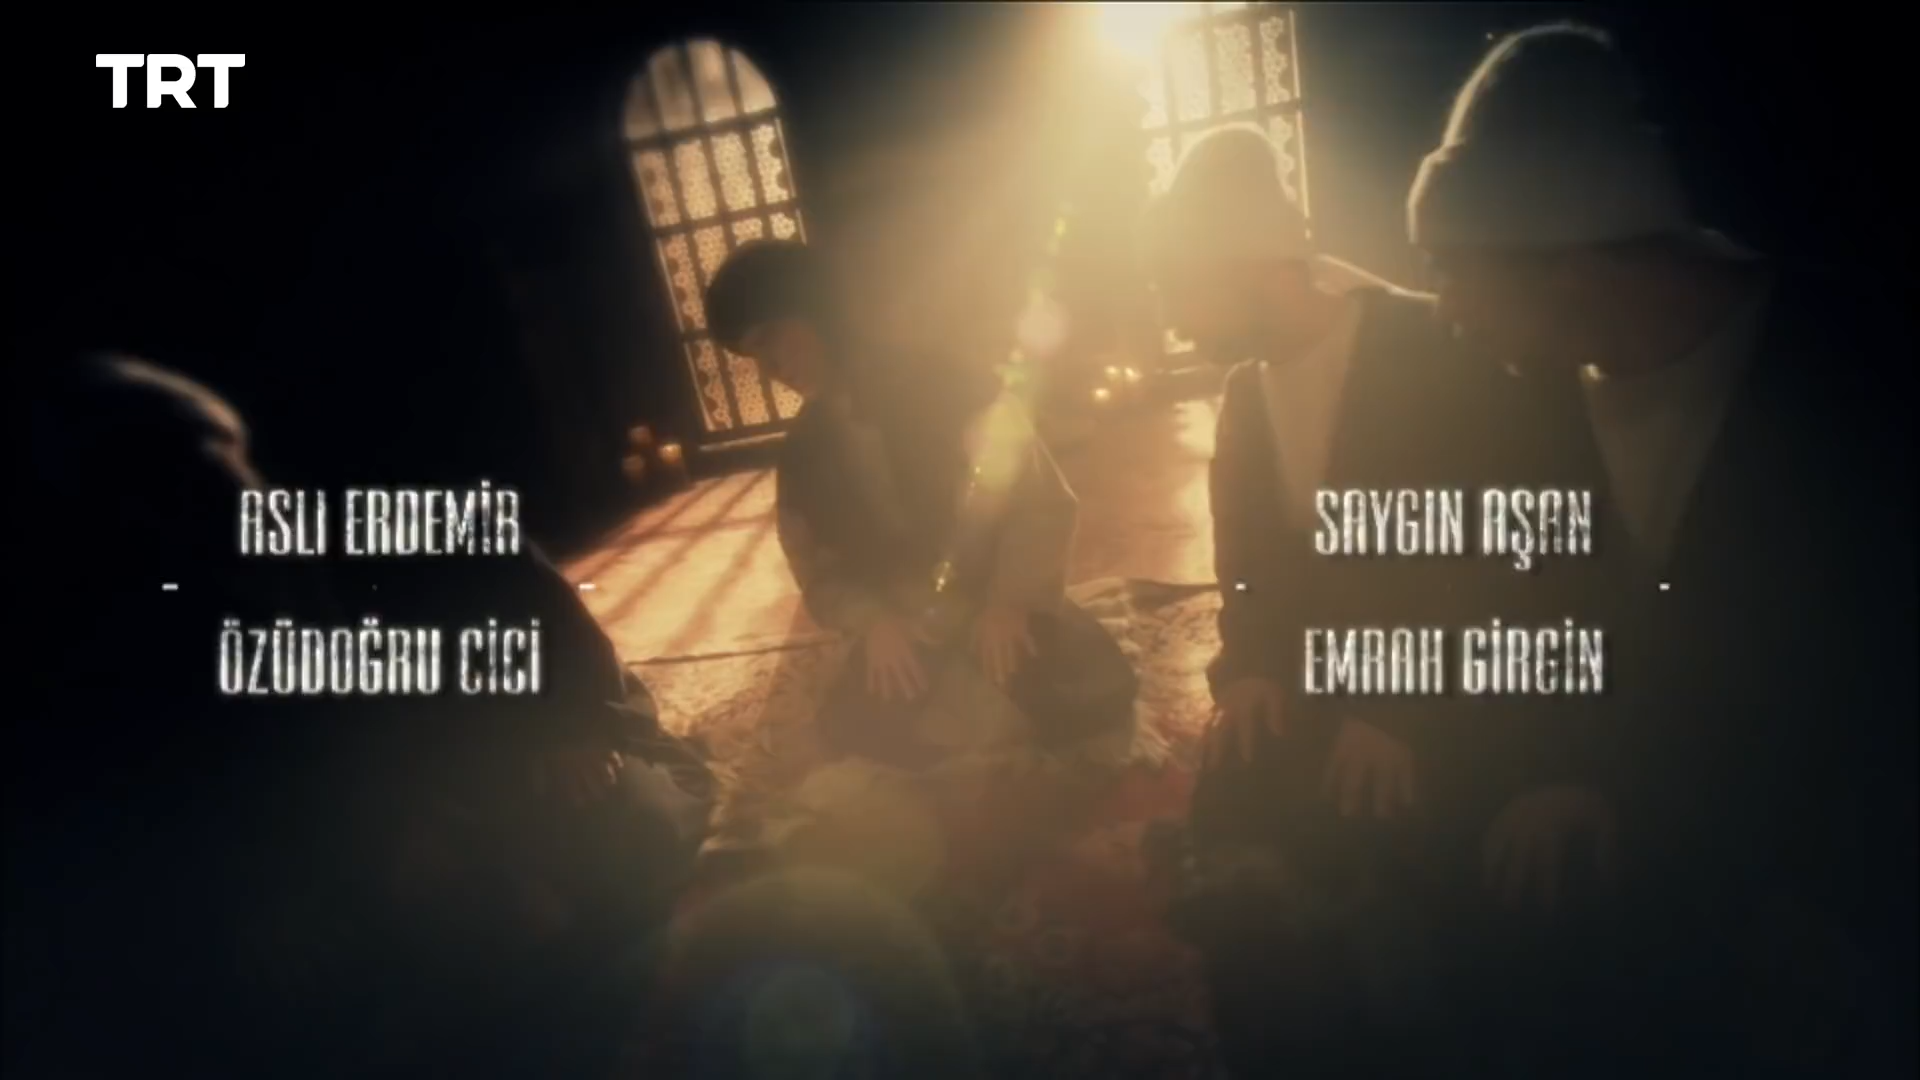 TRT
ASLI ERDEMİR
SAYGIN AŞAN
ÖZÜDOĞRU CİCİ
EMRAH GİRGİN